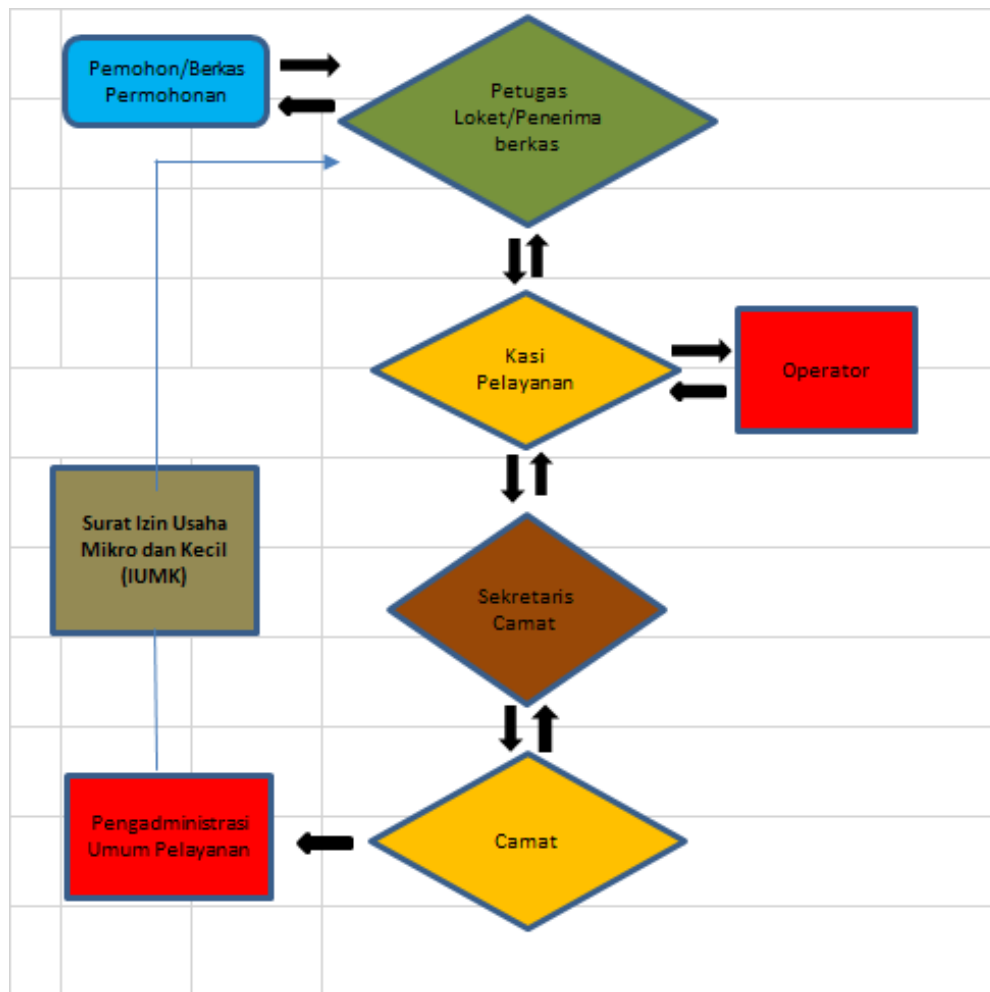 Pemohon/Berkas
Permohonan
Petugas
Loket/Penerima
berkas
Kasi
Pelayanan
Operator
Surat Izin Usaha
Mikro dan Kecil
(IUMK)
Sekretaris
Camat
Pengadministrasi
Umum Pelayanan
Camat